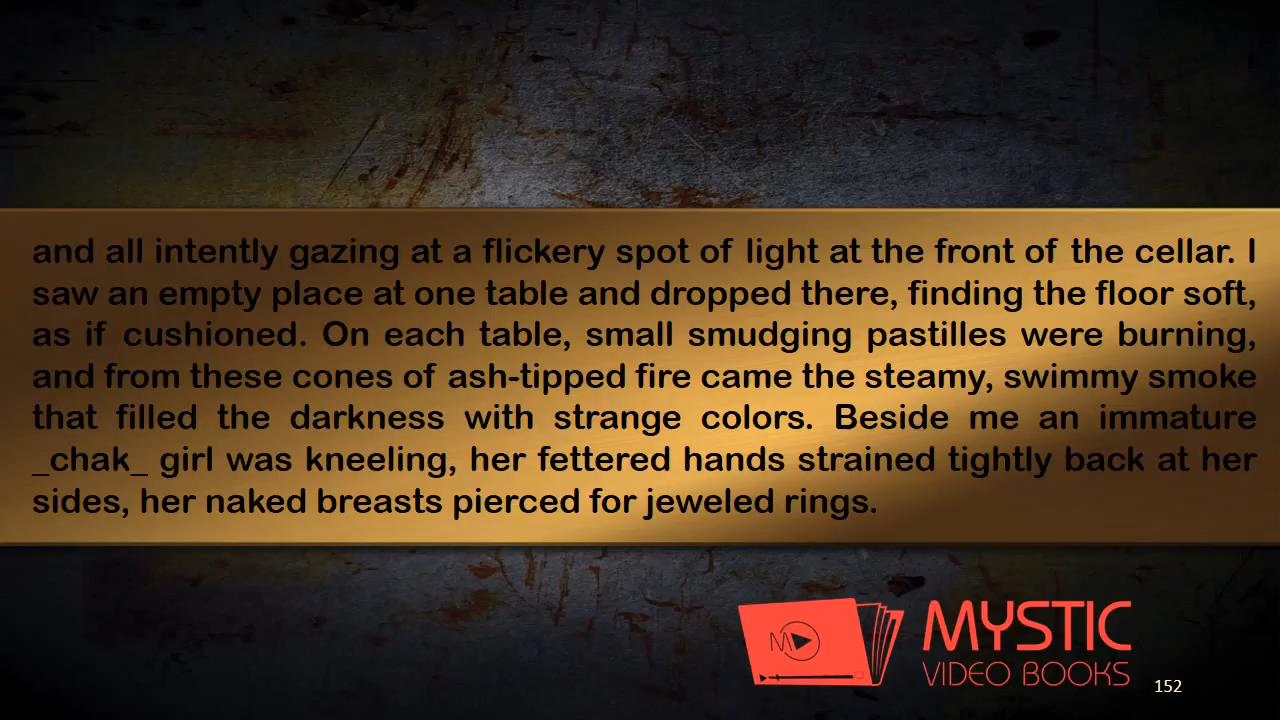 and all intently gazing at a flickery spot of light at the front of the cellar. I
saw an empty place at one table and dropped there, finding the floor soft,
as if cushioned. On each table, small smudging pastilles were burning,
and from these cones of ash-tipped fire came the steamy, swimmy smoke
that filled the darkness with strange colors. Beside me an immature
_chak_ girl was kneeling, her fettered hands strained tightly back at her
sides, her naked breasts pierced for jeweled rings.
M
MYSTIC
VIDEO BOOKS
152